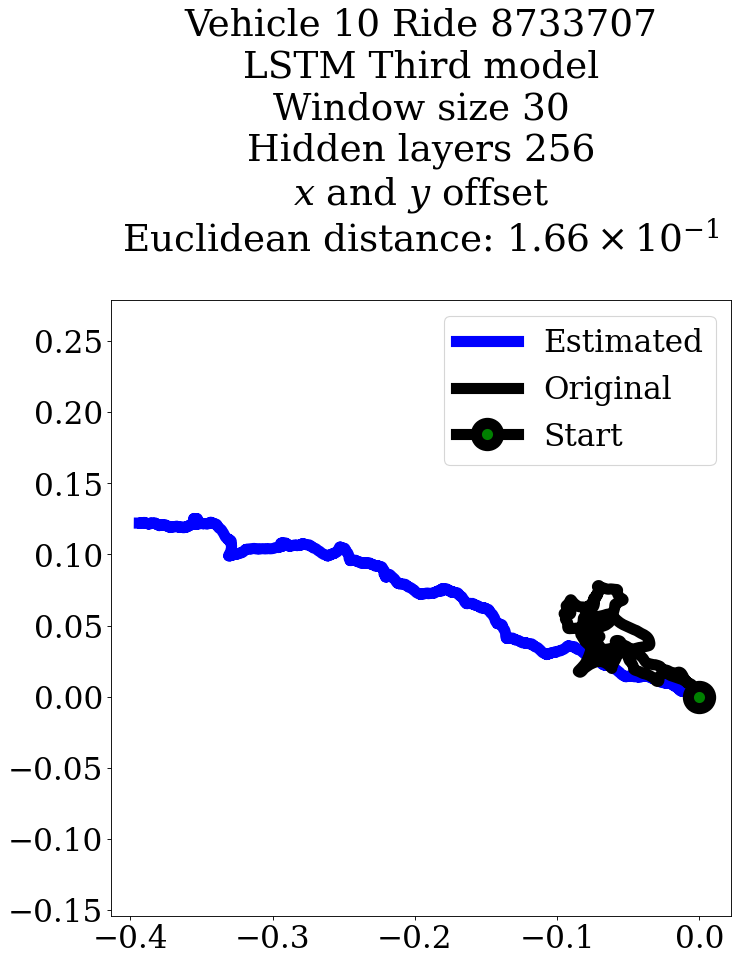 Vehicle 10 Ride 8733707
LSTM Third model
Window size 30
Hidden layers 256
x and y offset
Euclidean distance: 1.66 × 10⁻¹
Estimated
Original
Start
0.25
0.20
0.15
0.10
0.05
0.00
−0.05
−0.10
−0.15
−0.4 −0.3 −0.2 −0.1 0.0